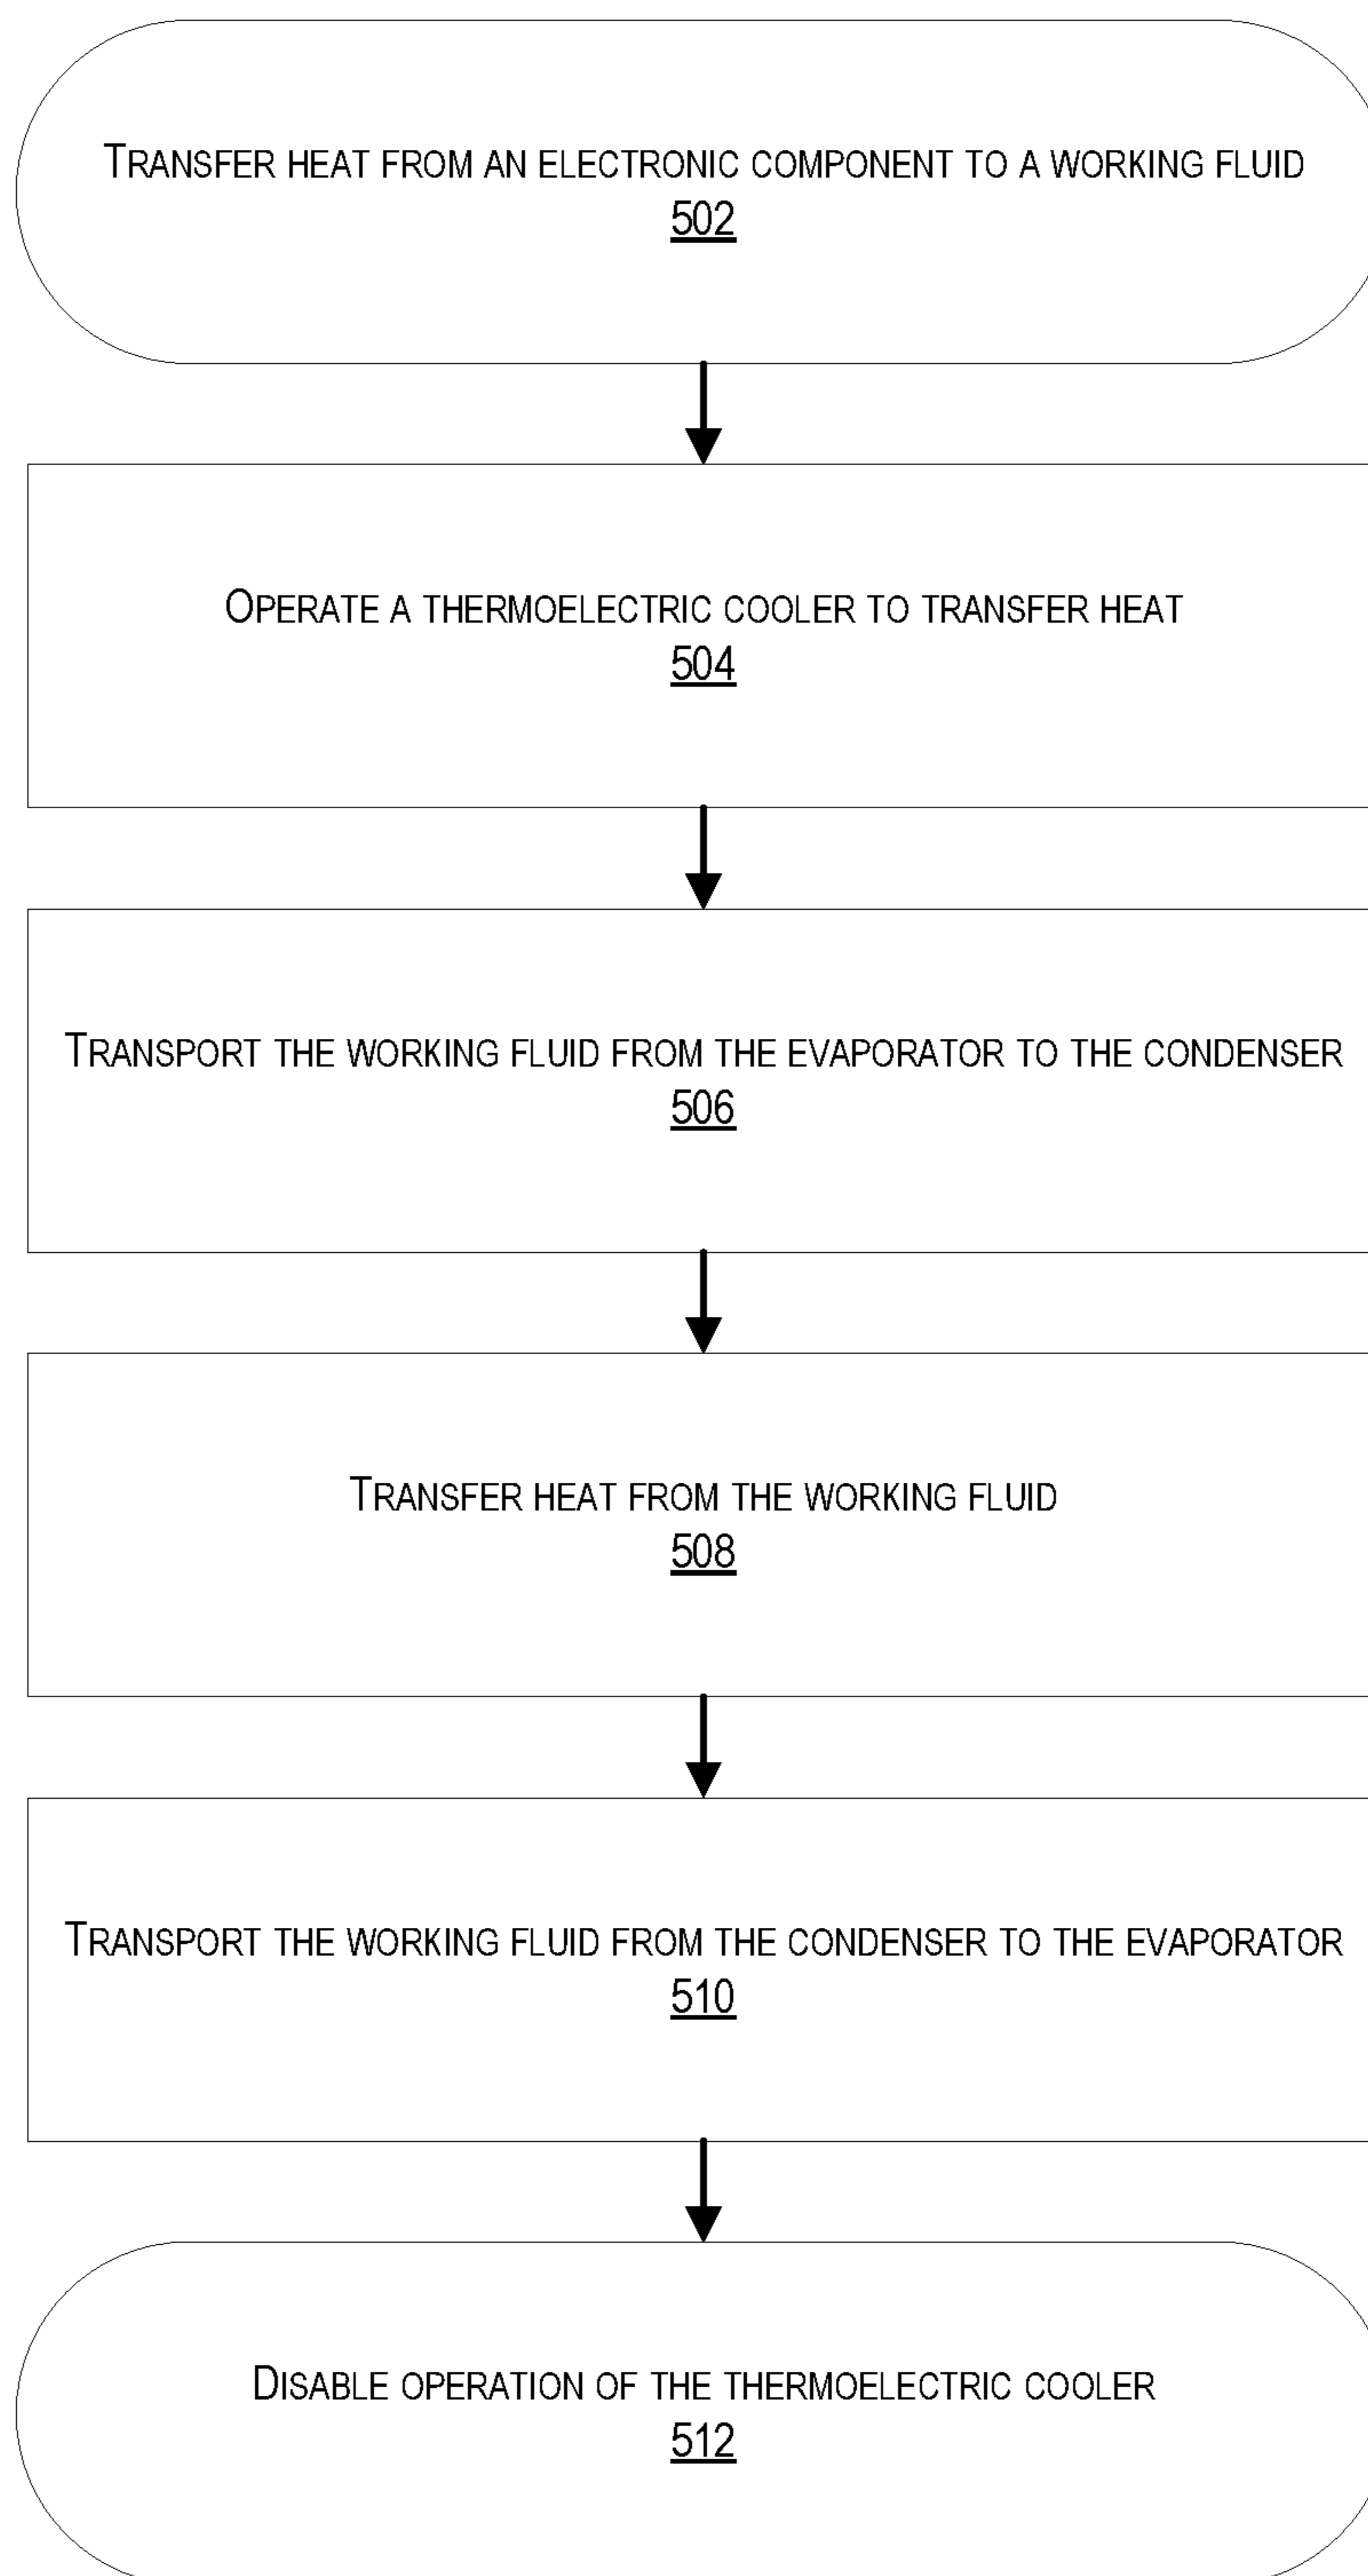 TRANSFER HEAT FROM AN ELECTRONIC COMPONENT TO A WORKING FLUID
502
OPERATE A THERMOELECTRIC COOLER TO TRANSFER HEAT
504
TRANSPORT THE WORKING FLUID FROM THE EVAPORATOR TO THE CONDENSER
506
TRANSFER HEAT FROM THE WORKING FLUID
508
TRANSPORT THE WORKING FLUID FROM THE CONDENSER TO THE EVAPORATOR
510
DISABLE OPERATION OF THE THERMOELECTRIC COOLER
512